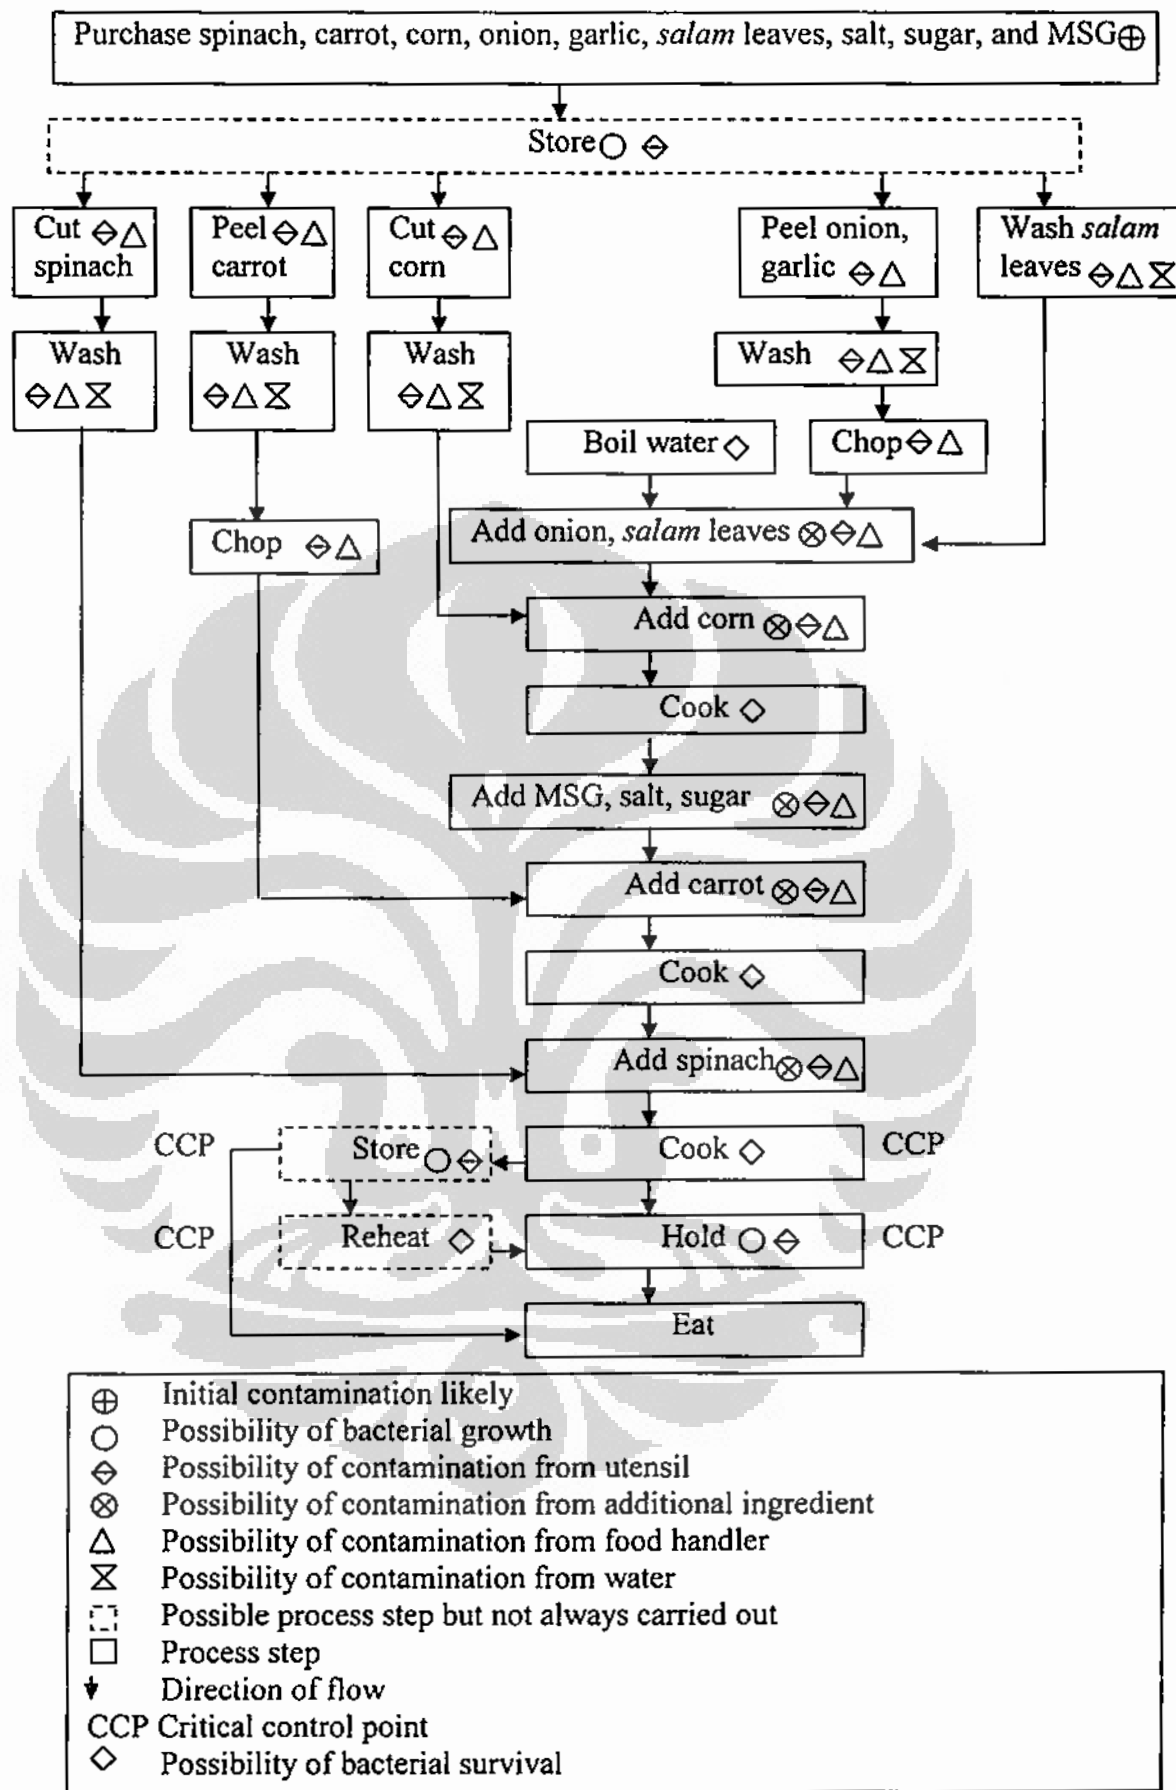 Purchase spinach, carrot, corn, onion, garlic, salam leaves, salt, sugar, and MSG
Store
Cut
spinach
Peel
carrot
Cut
corn
Peel onion,
garlic
Wash salam
leaves
Wash
Wash
Wash
Wash
Boil water
Chop
Chop
Add onion, salam leaves
Add corn
Cook
Add MSG, salt, sugar
Add carrot
Cook
Add spinach
CCP
Store
Cook
CCP
CCP
Reheat
Hold
CCP
Eat
Initial contamination likely
Possibility of bacterial growth
Possibility of contamination from utensil
Possibility of contamination from additional ingredient
Possibility of contamination from food handler
Possibility of contamination from water
Possible process step but not always carried out
Process step
Direction of flow
CCP Critical control point
Possibility of bacterial survival